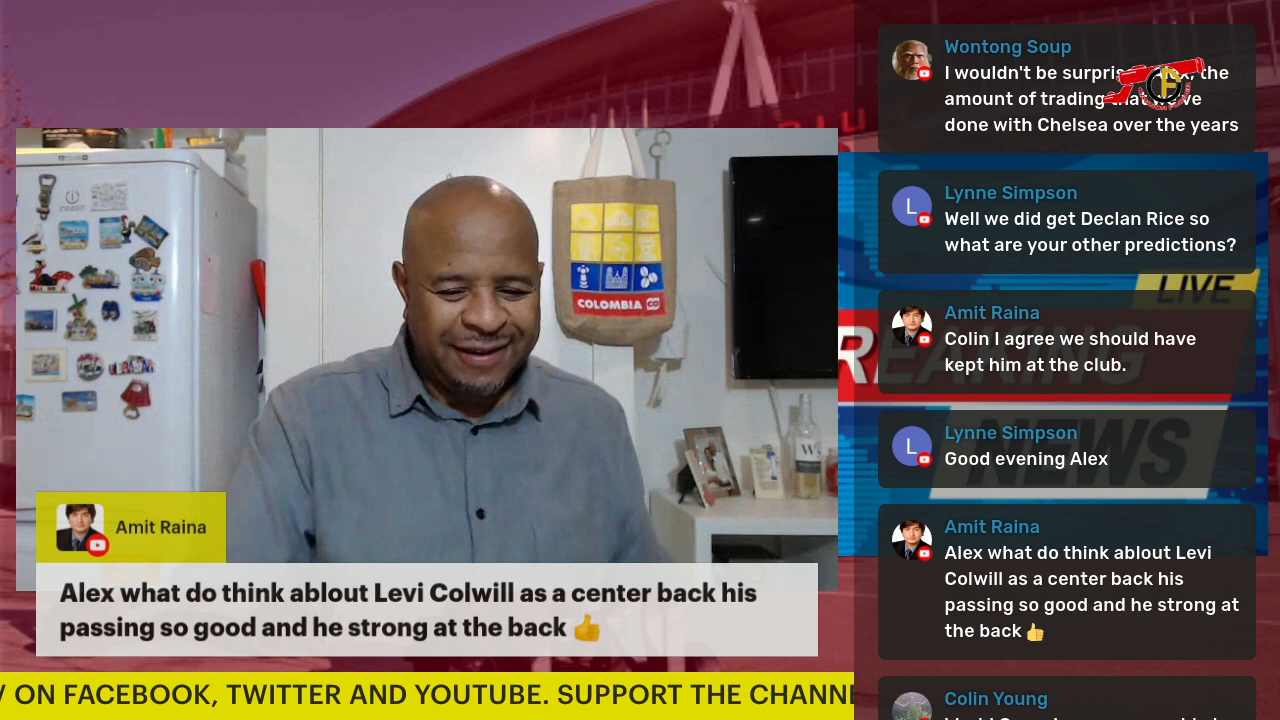 Wontong Soup
I wouldn't be the
amount of trading
done with Chelsea over the years
Lynne Simpson
Well we did get Declan Rice so
what are your other predictions?
LIVE
Amit Raina
Colin I agree we should have
kept him at the club.
BREAKING
Lynne Simpson
Good evening Alex
NEWS
Amit Raina
Alex what do think ablout Levi
Colwill as a center back his
passing so good and he strong at
the back 👍
Colin Young
INDESIT
COLOMBIA CO
Amit Raina
Alex what do think ablout Levi Colwill as a center back his
passing so good and he strong at the back 👍
ON FACEBOOK, TWITTER AND YOUTUBE. SUPPORT THE CHANNE